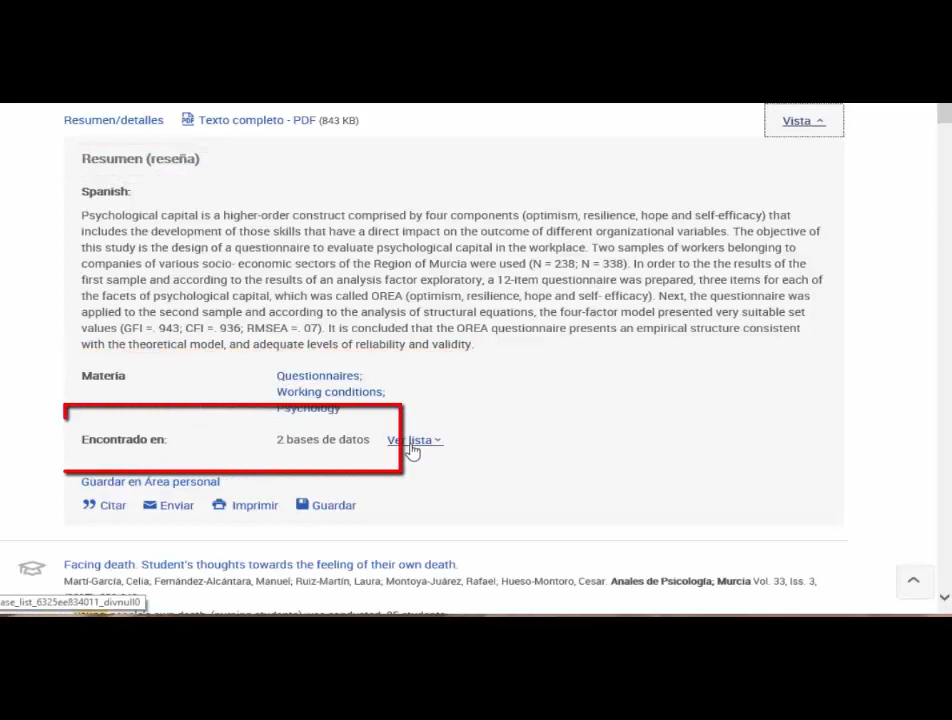 Resumen/detalles Texto completo - PDF (843 KB) Vista
Resumen (reseña)
Spanish:
Psychological capital is a higher-order construct comprised by four components (optimism, resilience, hope and self-efficacy) that
includes the development of those skills that have a direct impact on the outcome of different organizational variables. The objective of
this study is the design of a questionnaire to evaluate psychological capital in the workplace. Two samples of workers belonging to
companies of various socio- economic sectors of the Region of Murcia were used (N = 238; N = 338). In order to the the results of the
first sample and according to the results of an analysis factor exploratory, a 12-item questionnaire was prepared, three items for each of
the facets of psychological capital, which was called OREA (optimism, resilience, hope and self- efficacy). Next, the questionnaire was
applied to the second sample and according to the analysis of structural equations, the four-factor model presented very suitable set
values (GFI =. 943; CFI =. 936; RMSEA =. 07). It is concluded that the OREA questionnaire presents an empirical structure consistent
with the theoretical model, and adequate levels of reliability and validity.
Materia Questionnaires;
Working conditions;
Psychology
Encontrado en: 2 bases de datos Ver lista
Guardar en Área personal
Citar Enviar Imprimir Guardar
Facing death. Student's thoughts towards the feeling of their own death.
Martí-García, Celia, Fernández-Alcántara, Manuel; Ruiz-Martín, Laura, Montoya-Juárez, Rafael, Hueso-Montoro, Cesar. Anales de Psicología; Murcia Vol. 33, Iss. 3,
ase_list_6325ee834011_divnull0